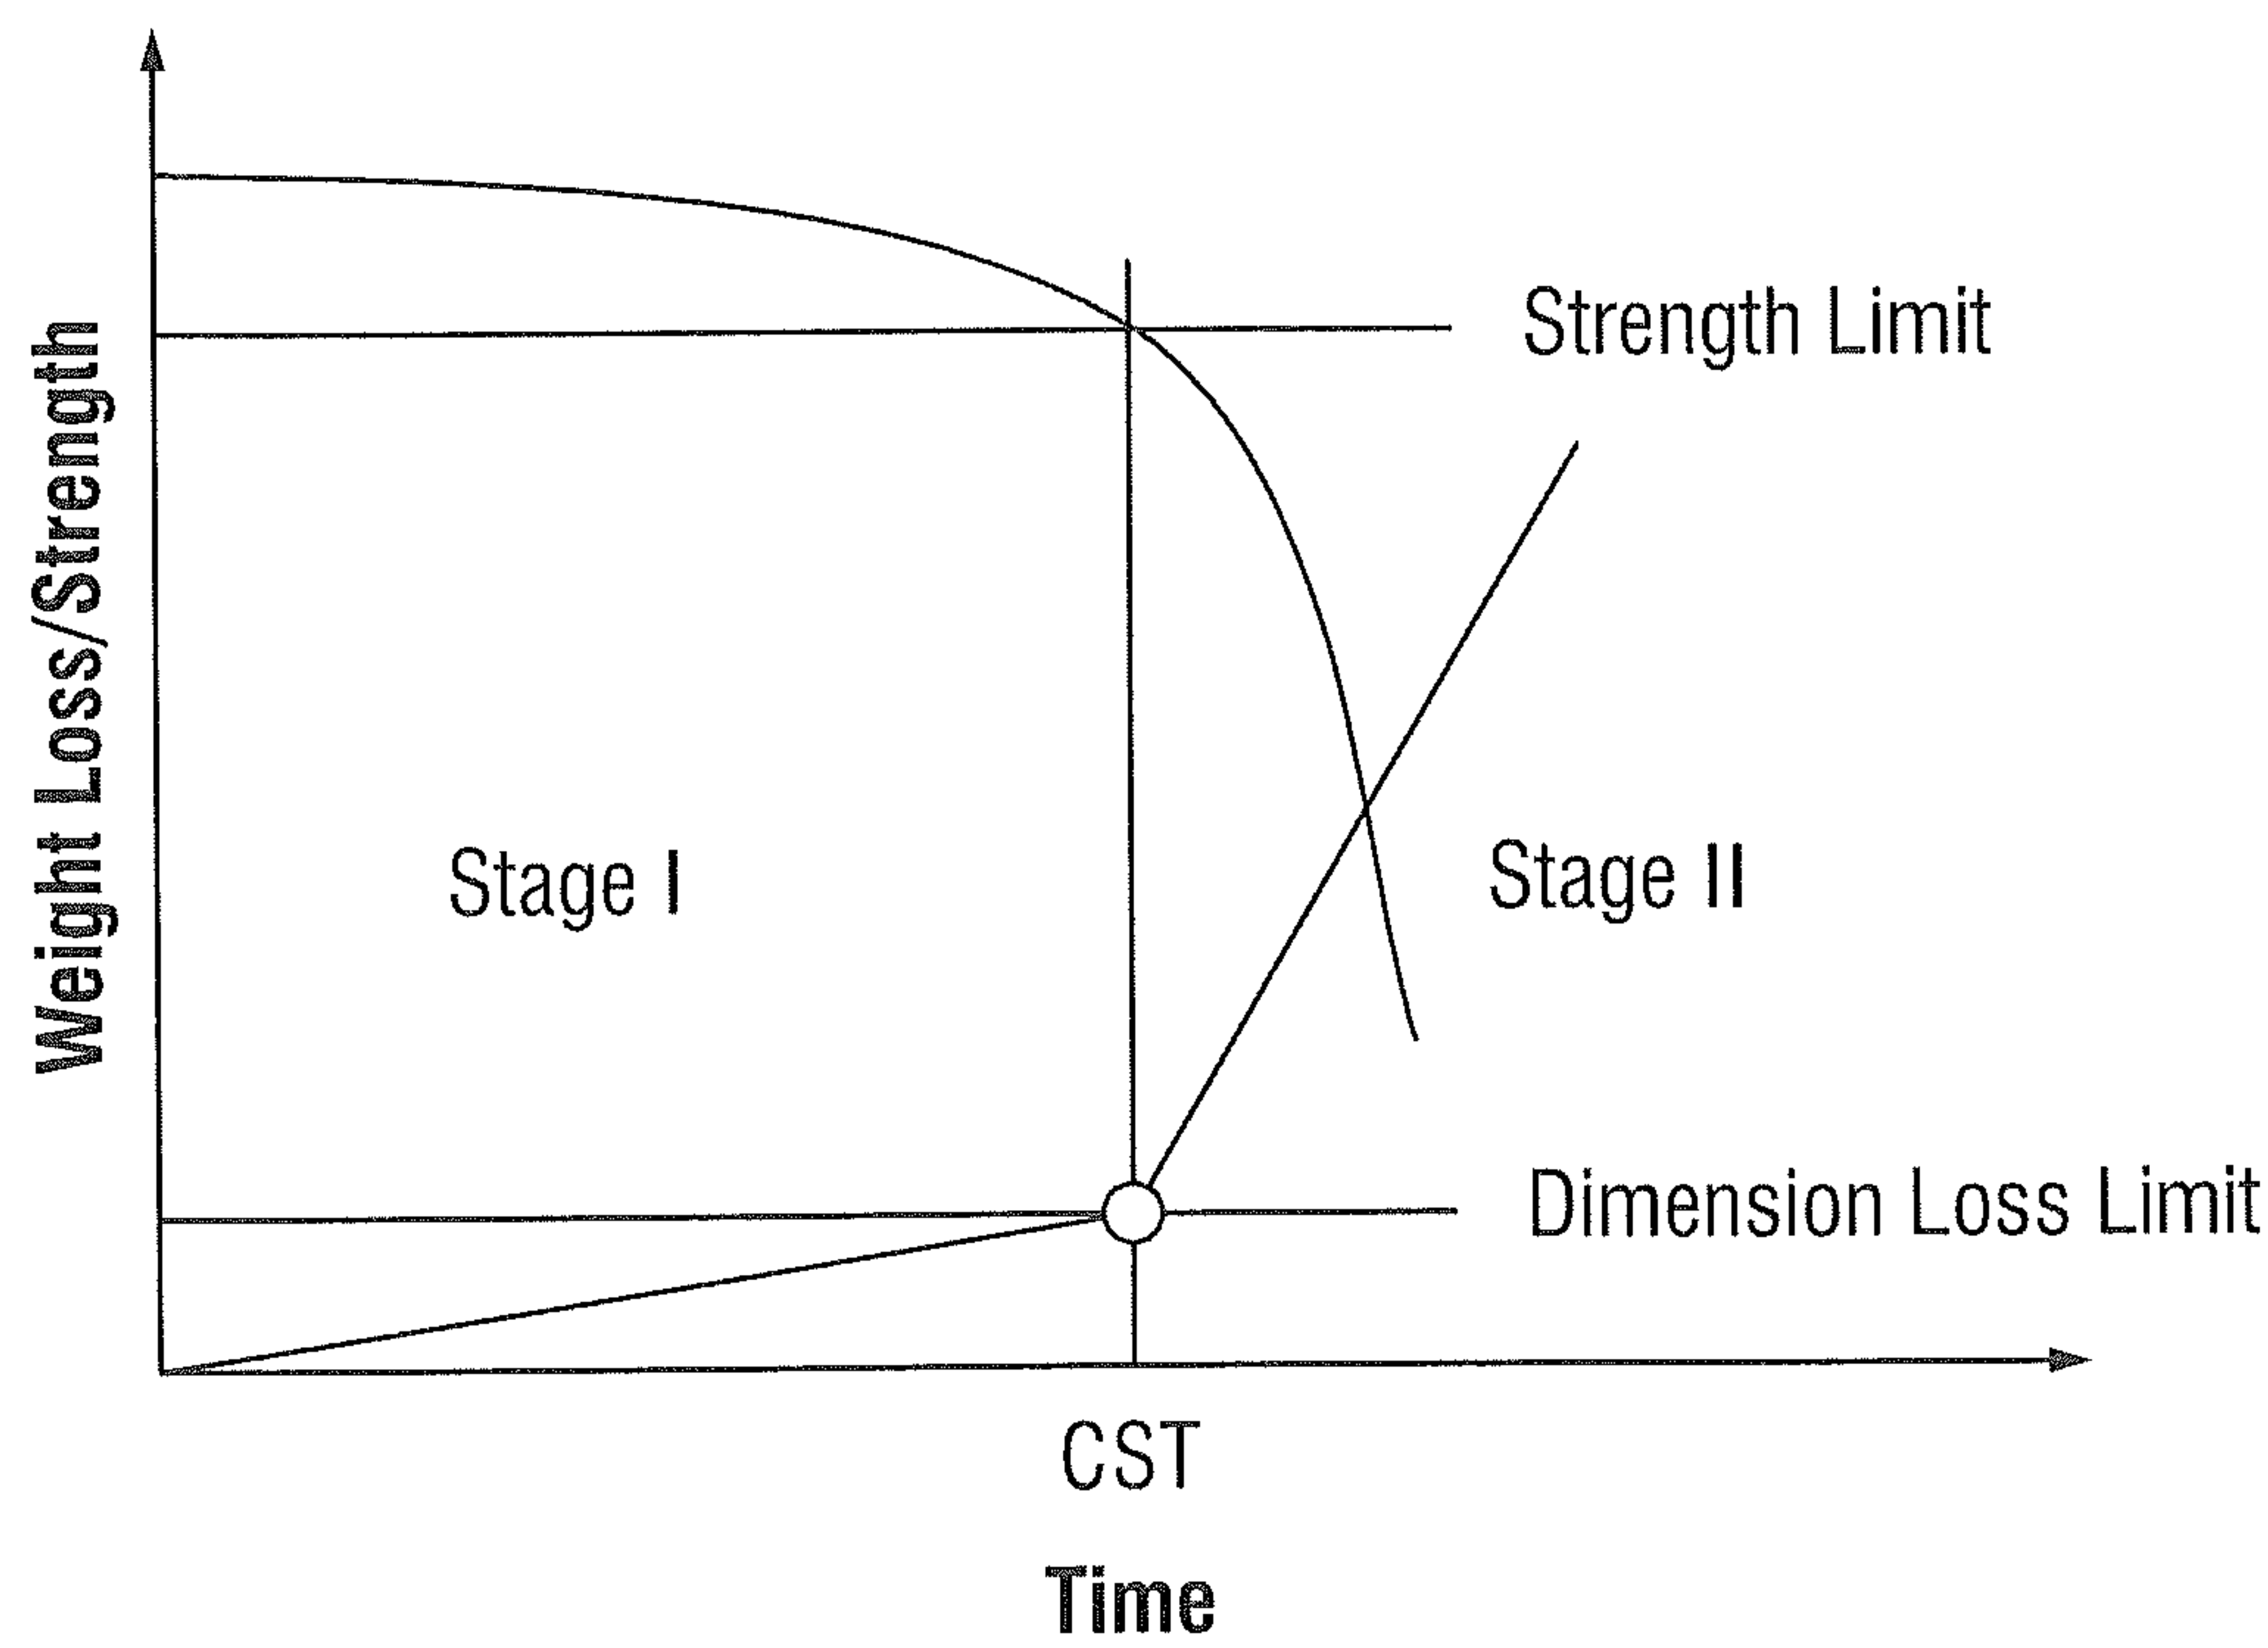 Weight Loss/Strength
Strength Limit
Stage I
Stage II
Dimension Loss Limit
CST
Time